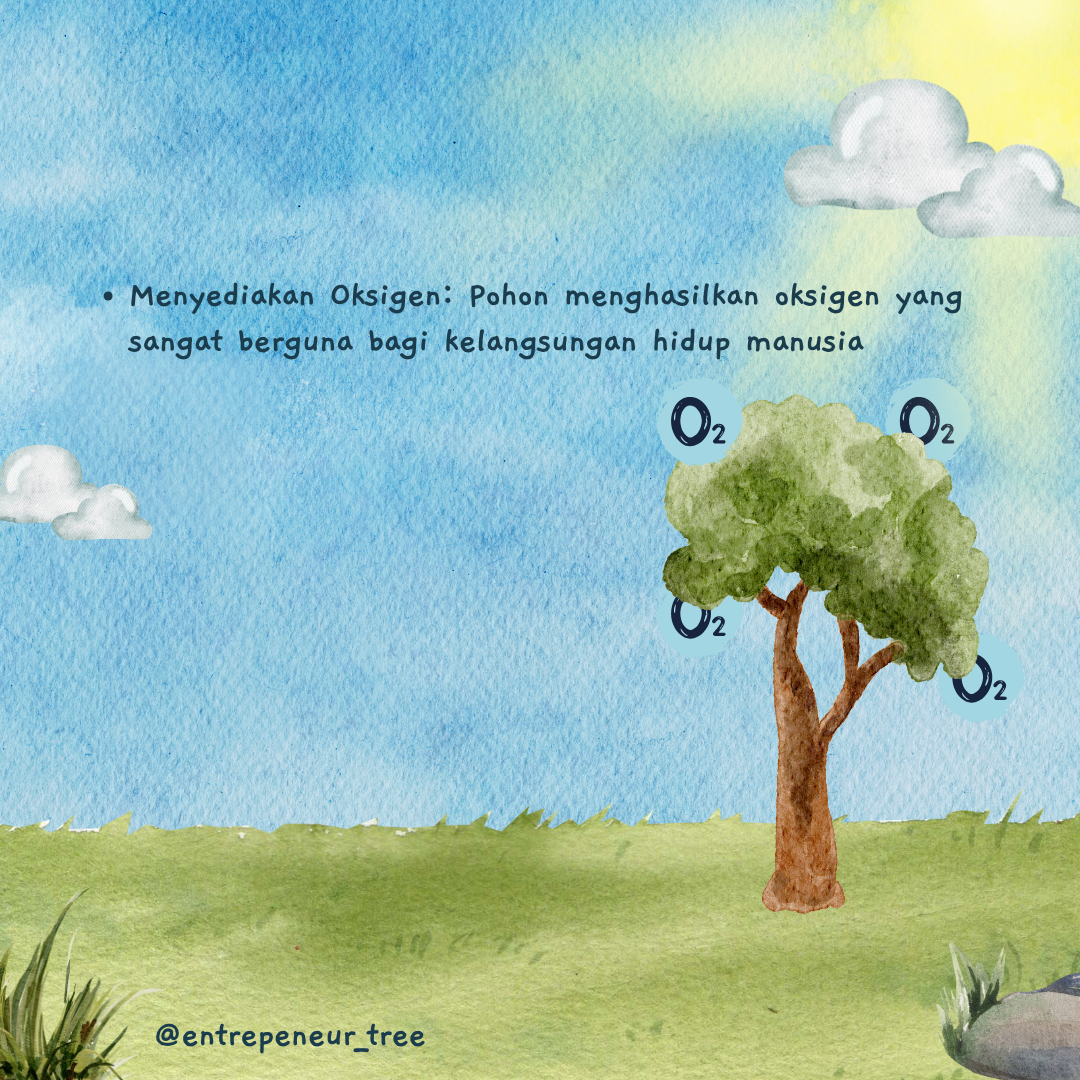 • Menyediakan Oksigen: Pohon menghasilkan oksigen yang
sangat berguna bagi kelangsungan hidup manusia
O₂ O₂
O₂
O₂
@entrepeneur_tree